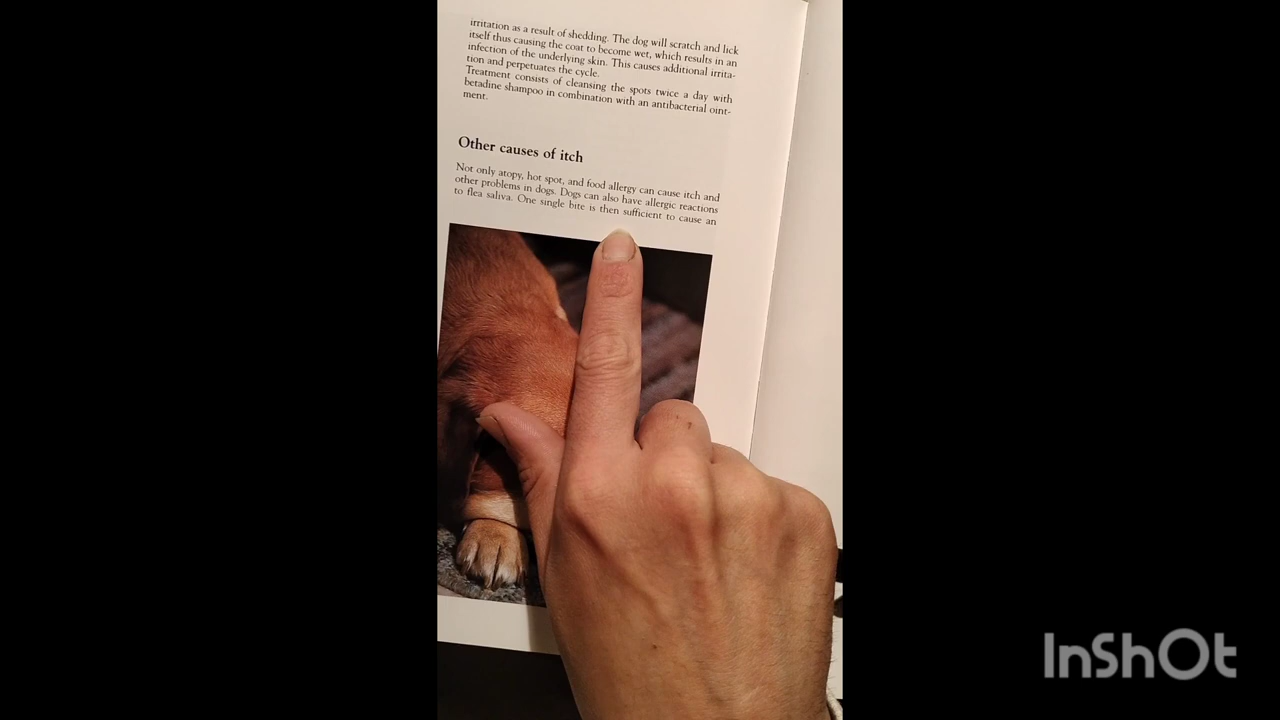 irritation as a result of shedding. The dog will scratch and lick
itself thus causing the coat to become wet, which results in an
infection of the underlying skin. This causes additional irrita-
tion and perpetuates the cycle.
Treatment consists of cleansing the spots twice a day with
betadine shampoo in combination with an antibacterial oint-
ment.
Other causes of itch
Not only atopy, hot spot, and food allergy can cause itch and
other problems in dogs. Dogs can also have allergic reactions
to flea saliva. One single bite is then sufficient to cause an
InShOt